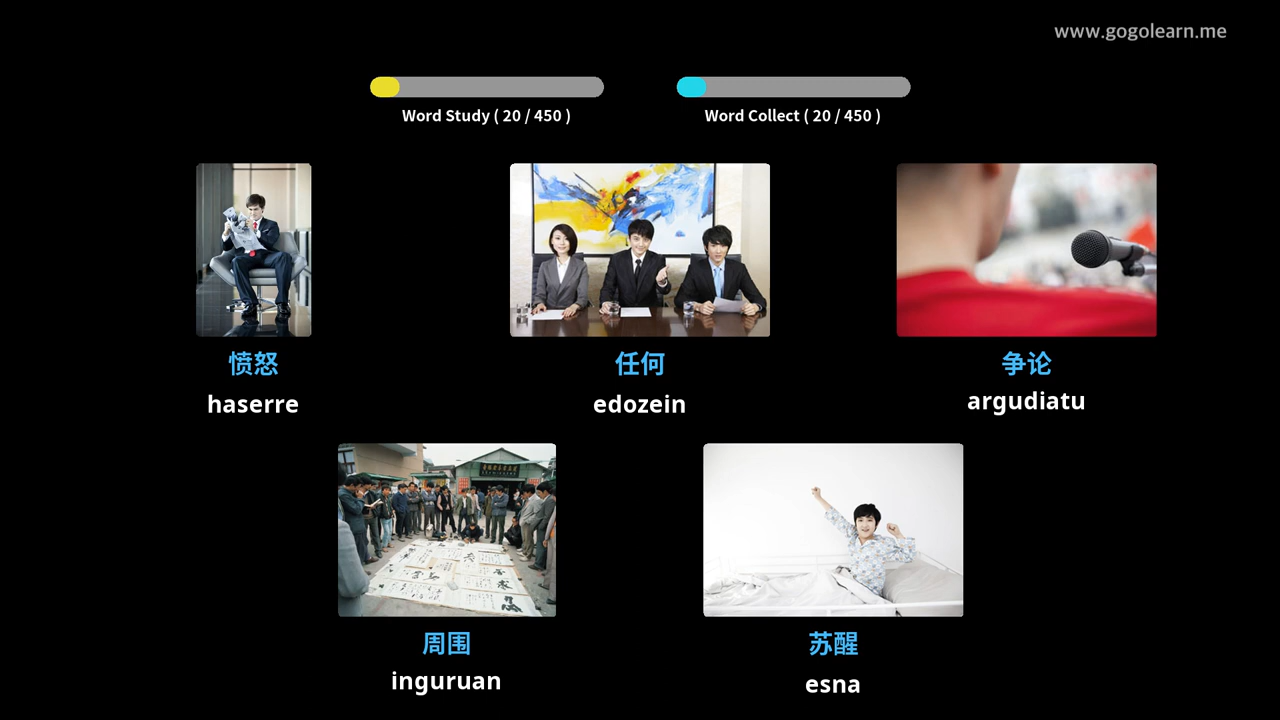 www.gogolearn.me
Word Study ( 20 / 450 )
Word Collect ( 20 / 450 )
愤怒
haserre
任何
edozein
争论
argudiatu
周围
inguruan
苏醒
esna